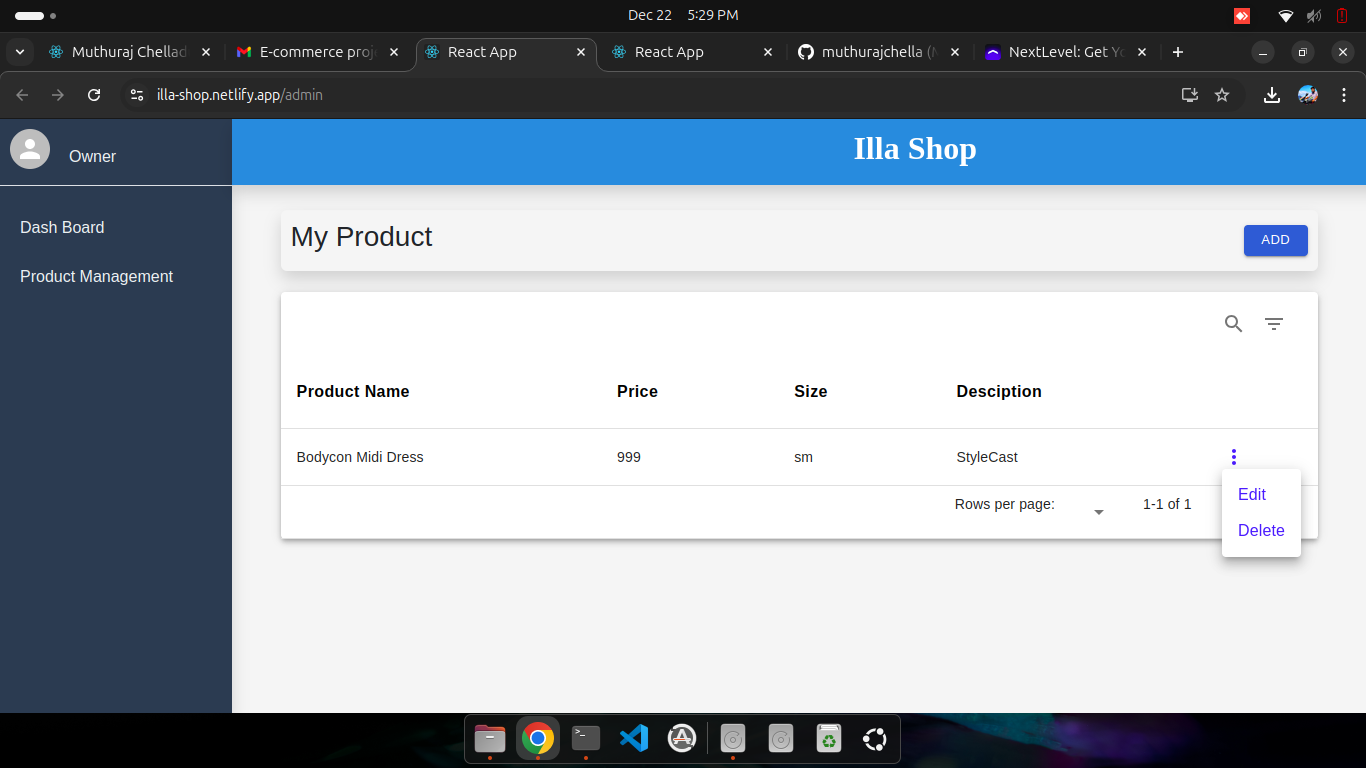 Dec 22 5:29 PM
Muthuraj Chellad
E-commerce proj
React App
React App
muthurajchella (M
NextLevel: Get Yo
illa-shop.netlify.app/admin
Owner
Illa Shop
Dash Board
Product Management
My Product
ADD
Product Name Price Size Desciption
Bodycon Midi Dress 999 sm StyleCast
Edit
Delete
Rows per page: 1-1 of 1